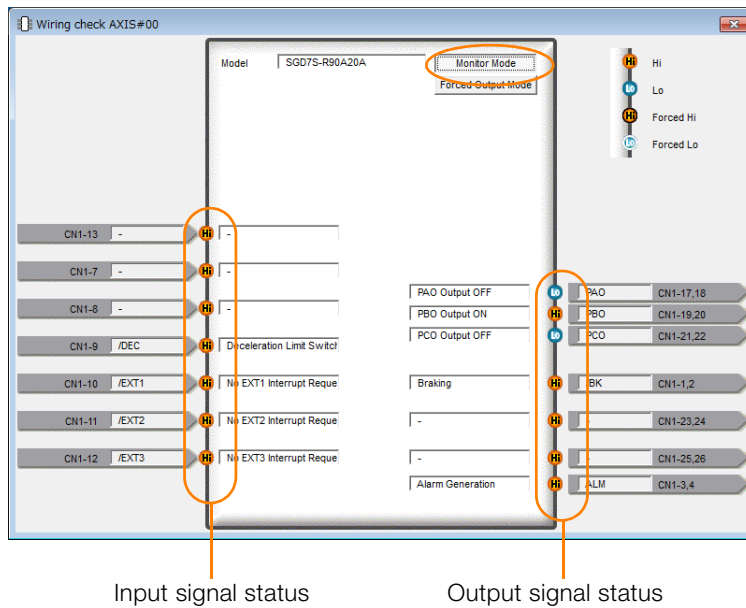 Wiring check AXIS#00
Model SGD7S-R90A20A Monitor Mode
Forced Output Mode
Hi Hi
Lo Lo
Hi Forced Hi
Lo Forced Lo
CN1-13 - Hi -
CN1-7 - Hi -
PAO Output OFF Lo PAO CN1-17,18
CN1-8 - Hi -
PBO Output ON Hi PBO CN1-19,20
PCO Output OFF Lo PCO CN1-21,22
CN1-9 /DEC Hi Deceleration Limit Switch
CN1-10 /EXT1 Hi No EXT1 Interrupt Reque
Braking Hi /BK CN1-1,2
CN1-11 /EXT2 Hi No EXT2 Interrupt Reque
- Hi - CN1-23,24
CN1-12 /EXT3 Hi No EXT3 Interrupt Reque
- Hi - CN1-25,26
Alarm Generation Hi ALM CN1-3,4
Input signal status
Output signal status